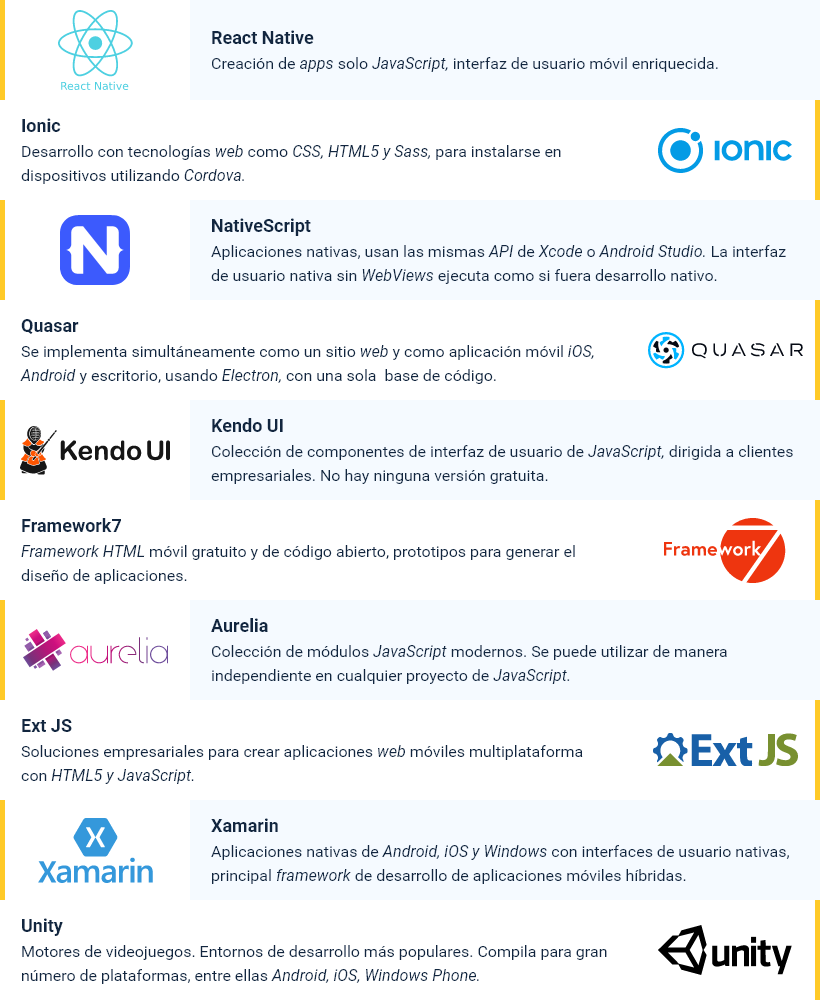 React Native
React Native
Creación de apps solo JavaScript, interfaz de usuario móvil enriquecida.
Ionic
Desarrollo con tecnologías web como CSS, HTML5 y Sass, para instalarse en
dispositivos utilizando Cordova.
IONIC
N
NativeScript
Aplicaciones nativas, usan las mismas API de Xcode o Android Studio. La interfaz
de usuario nativa sin WebViews ejecuta como si fuera desarrollo nativo.
Quasar
Se implementa simultáneamente como un sitio web y como aplicación móvil iOS,
Android y escritorio, usando Electron, con una sola  base de código.
QUASAR
Kendo UI
Kendo UI
Colección de componentes de interfaz de usuario de JavaScript, dirigida a clientes
empresariales. No hay ninguna versión gratuita.
Framework7
Framework HTML móvil gratuito y de código abierto, prototipos para generar el
diseño de aplicaciones.
Framework 7
aurelia
Aurelia
Colección de módulos JavaScript modernos. Se puede utilizar de manera
independiente en cualquier proyecto de JavaScript.
Ext JS
Soluciones empresariales para crear aplicaciones web móviles multiplataforma
con HTML5 y JavaScript.
Ext JS
X
Xamarin
Xamarin
Aplicaciones nativas de Android, iOS y Windows con interfaces de usuario nativas,
principal framework de desarrollo de aplicaciones móviles híbridas.
Unity
Motores de videojuegos. Entornos de desarrollo más populares. Compila para gran
número de plataformas, entre ellas Android, iOS, Windows Phone.
unity